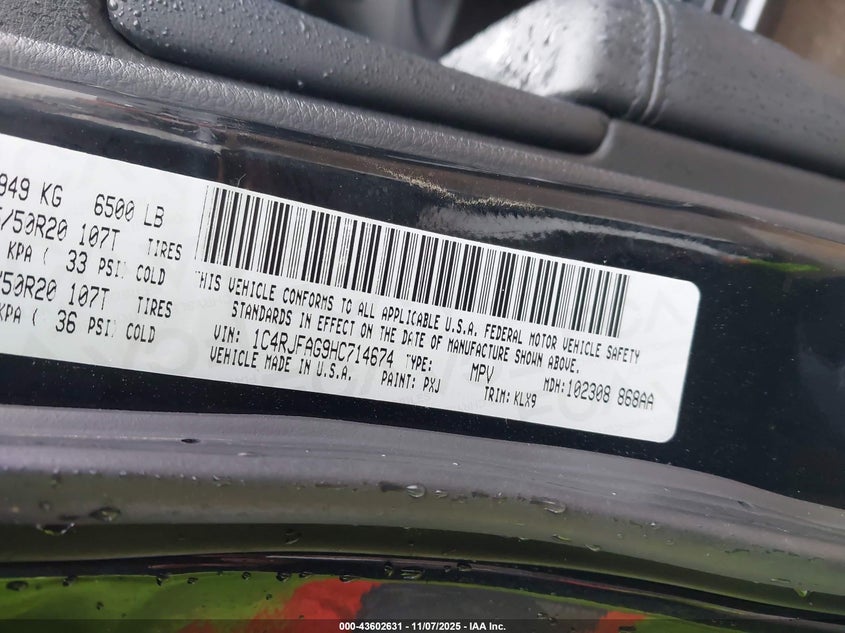 949 KG 6500 LB
/50R20 107T TIRES
KPA ( 33 PSI) COLD
50R20 107T TIRES
KPA ( 36 PSI) COLD
THIS VEHICLE CONFORMS TO ALL APPLICABLE U.S.A. FEDERAL MOTOR VEHICLE SAFETY
STANDARDS IN EFFECT ON THE DATE OF MANUFACTURE SHOWN ABOVE.
VIN: 1C4RJFAG9HC714674 TYPE: MPV MDH:102308 868AA
VEHICLE MADE IN U.S.A. PAINT: PXJ TRIM: KLX9
000-43602631 - 11/07/2025 - IAA Inc.